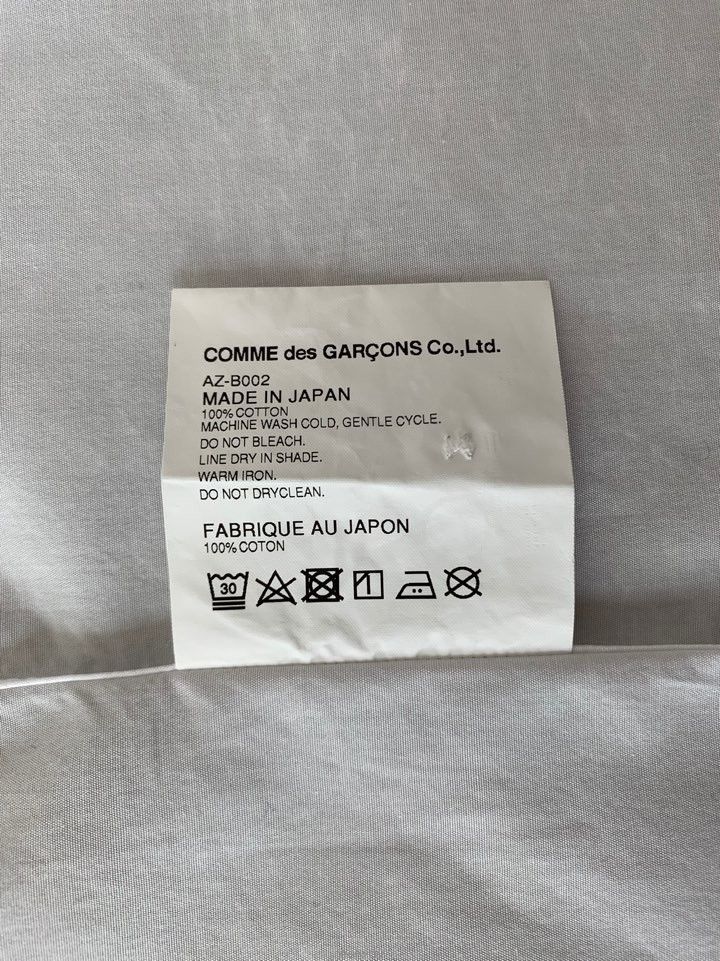 COMME des GARÇONS Co.,Ltd.
AZ-B002
MADE IN JAPAN
100% COTTON
MACHINE WASH COLD, GENTLE CYCLE.
DO NOT BLEACH.
LINE DRY IN SHADE.
WARM IRON.
DO NOT DRYCLEAN.
FABRIQUE AU JAPON
100% COTON
30